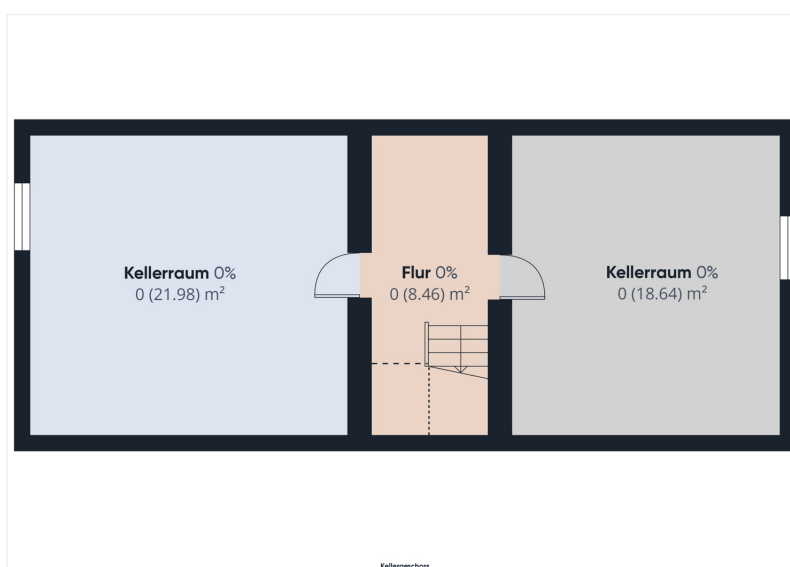 Kellerraum 0%
0 (21.98) m²
Flur 0%
0 (8.46) m²
Kellerraum 0%
0 (18.64) m²
Kellergeschoss